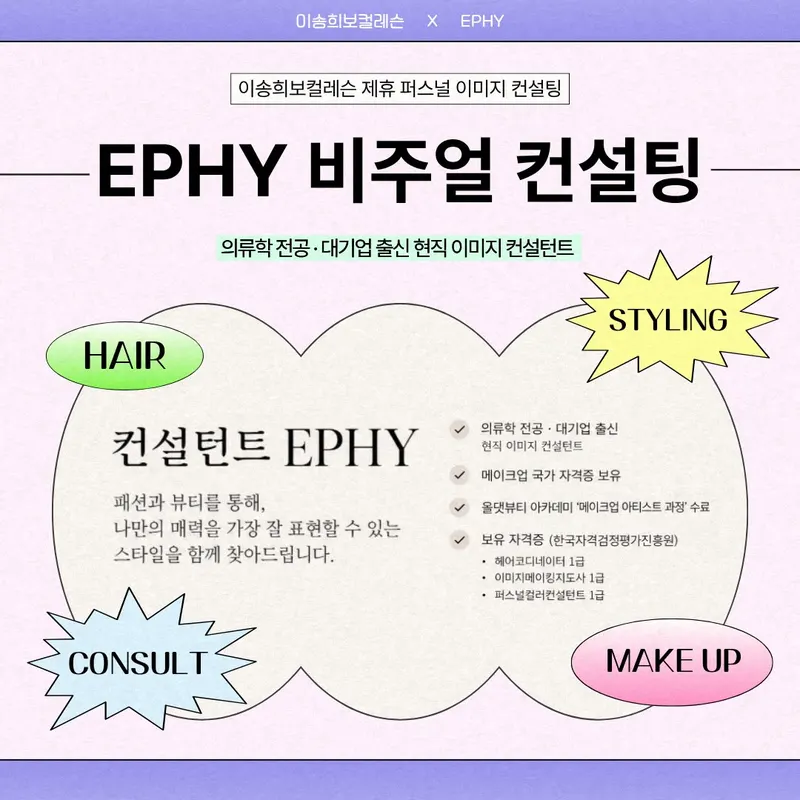 이송희보컬레슨 X EPHY
이송희보컬레슨 제휴 퍼스널 이미지 컨설팅
EPHY 비주얼 컨설팅
의류학 전공 · 대기업 출신 현직 이미지 컨설턴트
STYLING
HAIR
컨설턴트 EPHY
패션과 뷰티를 통해,
나만의 매력을 가장 잘 표현할 수 있는
스타일을 함께 찾아드립니다.
의류학 전공 · 대기업 출신
현직 이미지 컨설턴트
메이크업 국가 자격증 보유
올댓뷰티 아카데미 '메이크업 아티스트 과정' 수료
보유 자격증 (한국자격검정평가진흥원)
• 헤어코디네이터 1급
• 이미지메이킹지도사 1급
• 퍼스널컬러컨설턴트 1급
CONSULT
MAKE UP